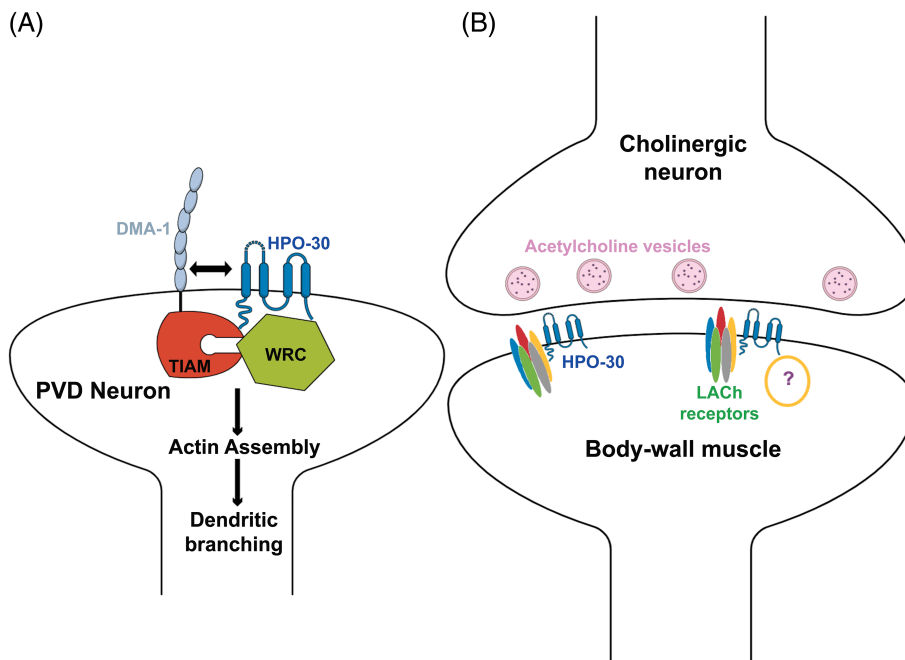 (A)
DMA-1
HPO-30
TIAM
WRC
PVD Neuron
Actin Assembly
Dendritic
branching
(B)
Cholinergic
neuron
Acetylcholine vesicles
HPO-30
?
LACh
receptors
Body-wall muscle